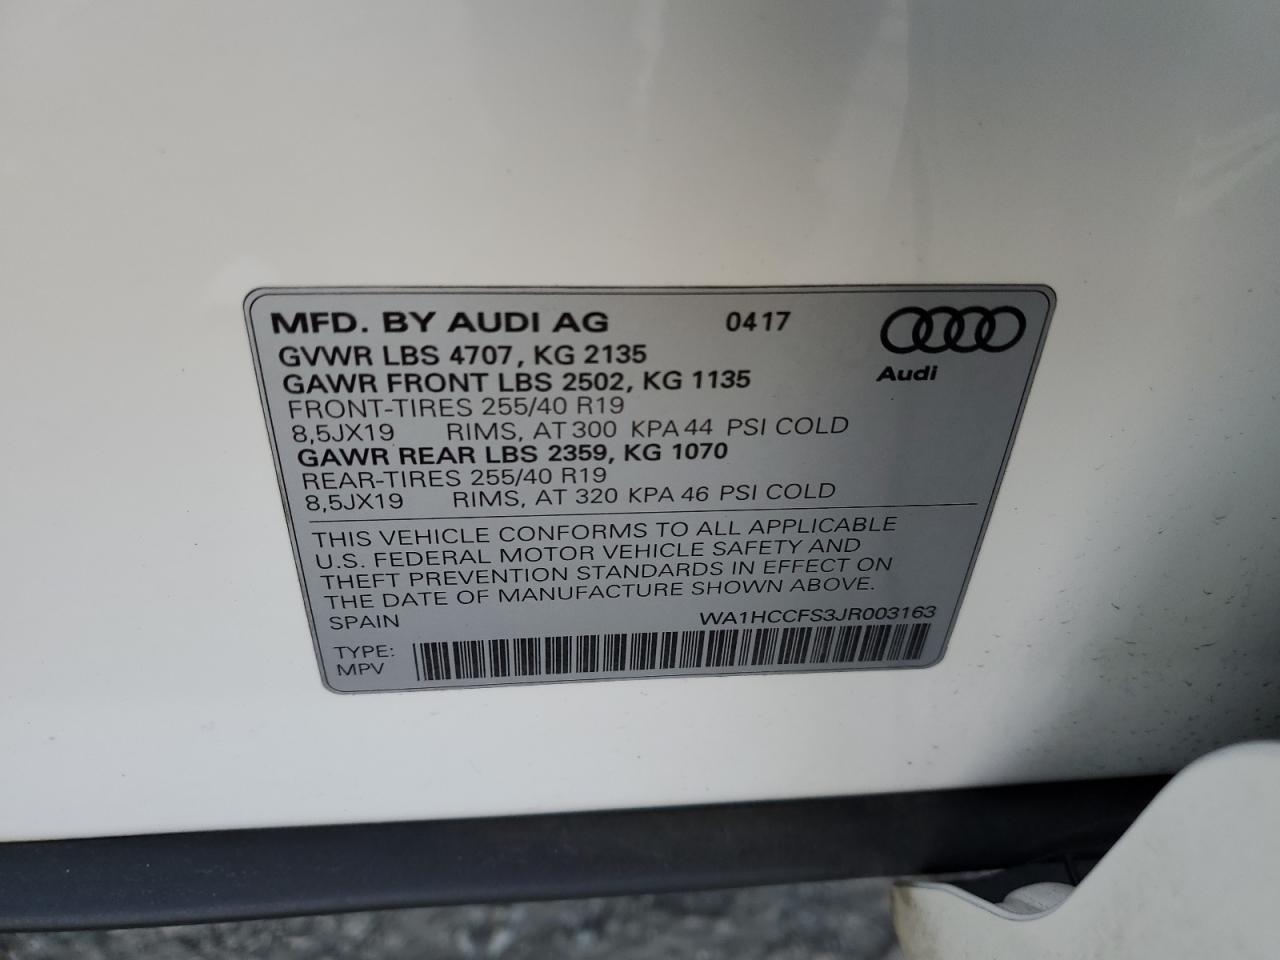 MFD. BY AUDI AG 0417
Audi
GVWR LBS 4707, KG 2135
GAWR FRONT LBS 2502, KG 1135
FRONT-TIRES 255/40 R19
8,5JX19 RIMS, AT 300 KPA 44 PSI COLD
GAWR REAR LBS 2359, KG 1070
REAR-TIRES 255/40 R19
8,5JX19 RIMS, AT 320 KPA 46 PSI COLD
THIS VEHICLE CONFORMS TO ALL APPLICABLE
U.S. FEDERAL MOTOR VEHICLE SAFETY AND
THEFT PREVENTION STANDARDS IN EFFECT ON
THE DATE OF MANUFACTURE SHOWN ABOVE.
SPAIN WA1HCCFS3JR003163
TYPE:
MPV